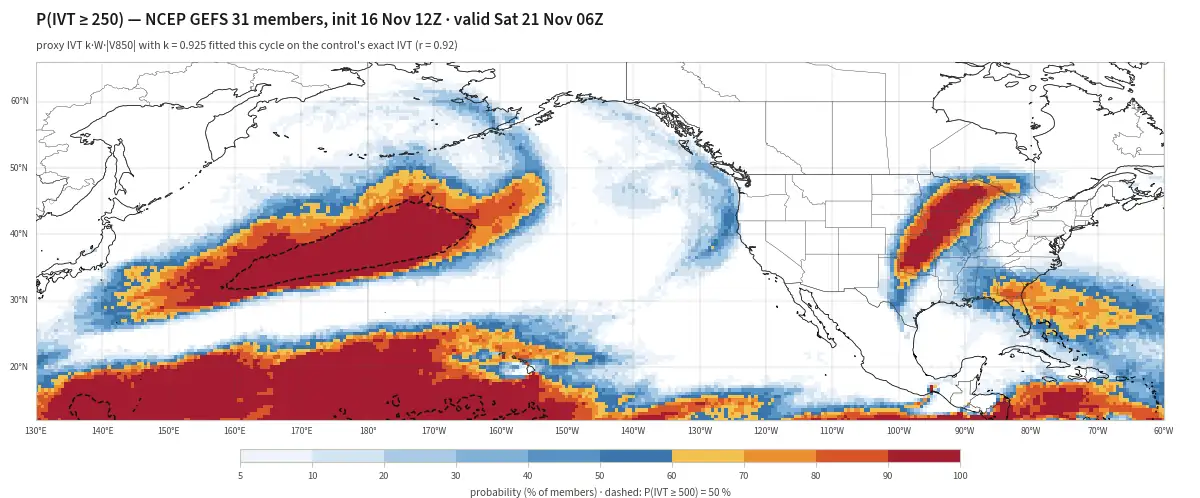 P(IVT ≥ 250) — NCEP GEFS 31 members, init 16 Nov 12Z · valid Sat 21 Nov 06Z
proxy IVT k·W·|V850| with k = 0.925 fitted this cycle on the control's exact IVT (r = 0.92)
60°N
50°N
40°N
30°N
20°N
130°E 140°E 150°E 160°E 170°E 180° 170°W 160°W 150°W 140°W 130°W 120°W 110°W 100°W 90°W 80°W 70°W 60°W
5 10 20 30 40 50 60 70 80 90 100
probability (% of members) · dashed: P(IVT ≥ 500) = 50 %